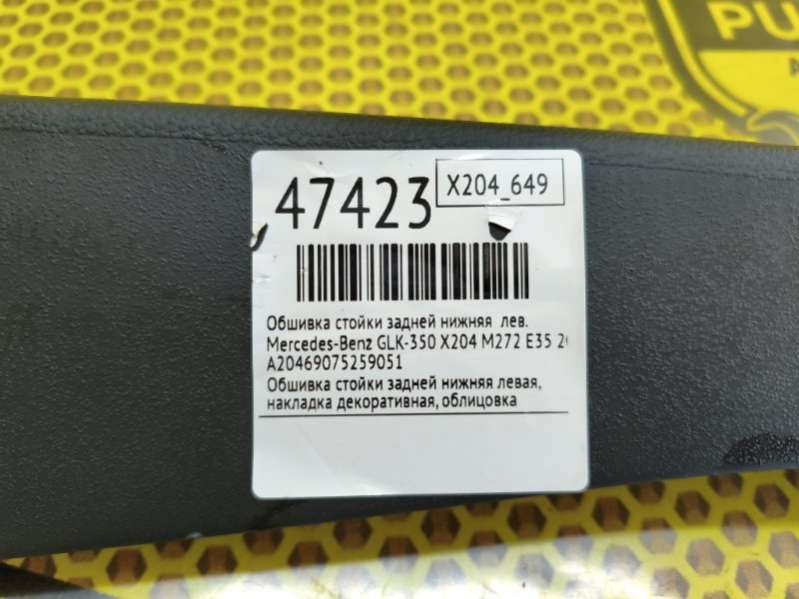 PU
A
47423
X204_649
Обшивка стойки задней нижняя лев.
Mercedes-Benz GLK-350 X204 M272 E35
A20469075259051
Обшивка стойки задней нижняя левая,
накладка декоративная, облицовка